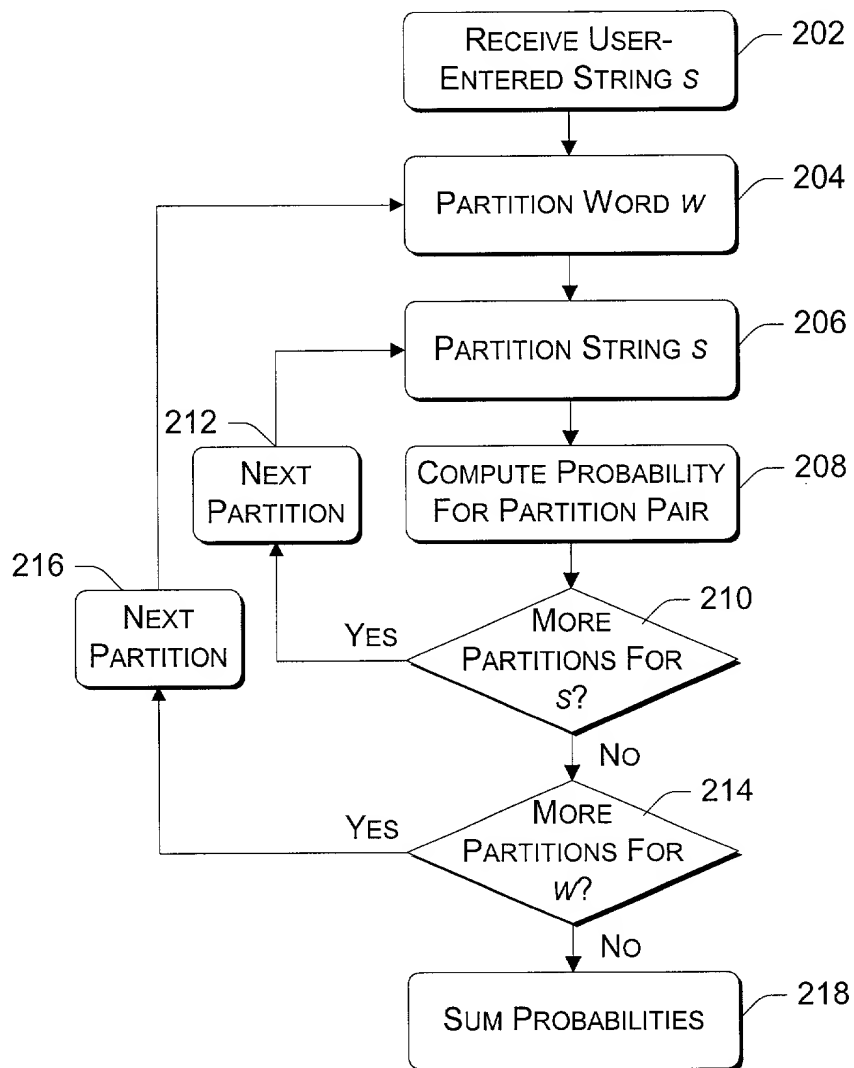 RECEIVE USER-
ENTERED STRING s
202
PARTITION WORD w
204
PARTITION STRING s
206
212
NEXT
PARTITION
COMPUTE PROBABILITY
FOR PARTITION PAIR
208
216
NEXT
PARTITION
YES
MORE
PARTITIONS FOR
s?
210
NO
YES
MORE
PARTITIONS FOR
w?
214
NO
SUM PROBABILITIES
218